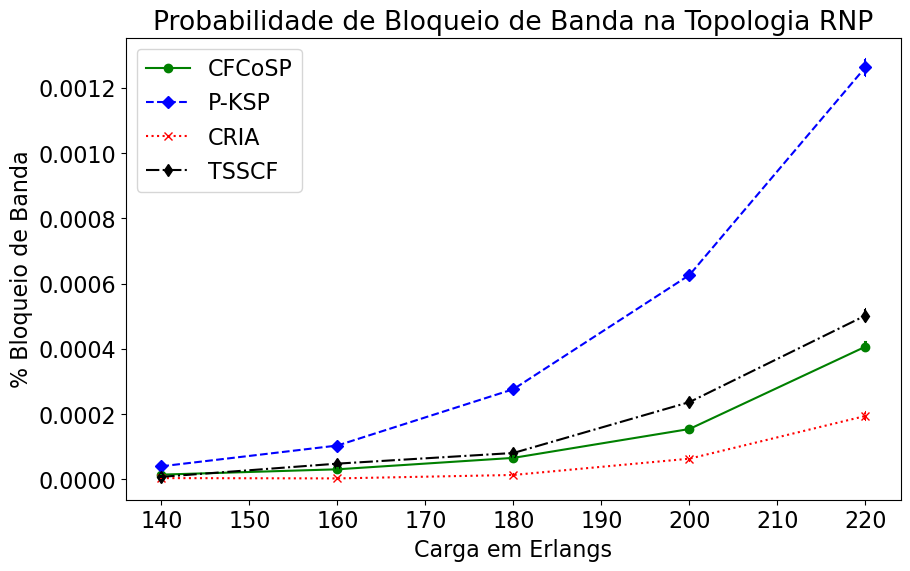 Probabilidade de Bloqueio de Banda na Topologia RNP
CFCoSP
P-KSP
CRIA
TSSCF
% Bloqueio de Banda
0.0012
0.0010
0.0008
0.0006
0.0004
0.0002
0.0000
140 150 160 170 180 190 200 210 220
Carga em Erlangs